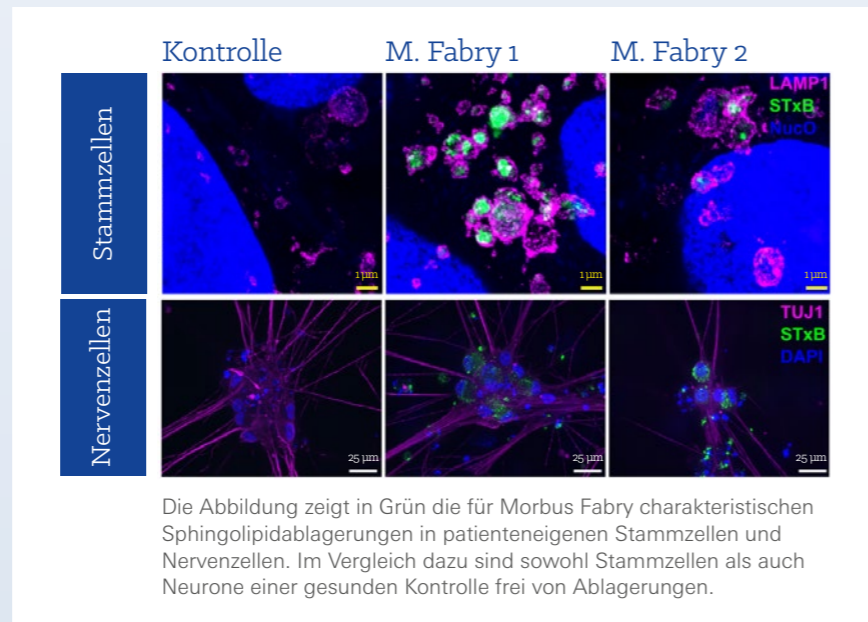 Kontrolle
M. Fabry 1
M. Fabry 2
Stammzellen
LAMP1
STxB
NucO
1 µm
1 µm
1 µm
Nervenzellen
TUJ1
STxB
DAPI
25 µm
25 µm
25 µm
Die Abbildung zeigt in Grün die für Morbus Fabry charakteristischen
Sphingolipidablagerungen in patienteneigenen Stammzellen und
Nervenzellen. Im Vergleich dazu sind sowohl Stammzellen als auch
Neurone einer gesunden Kontrolle frei von Ablagerungen.